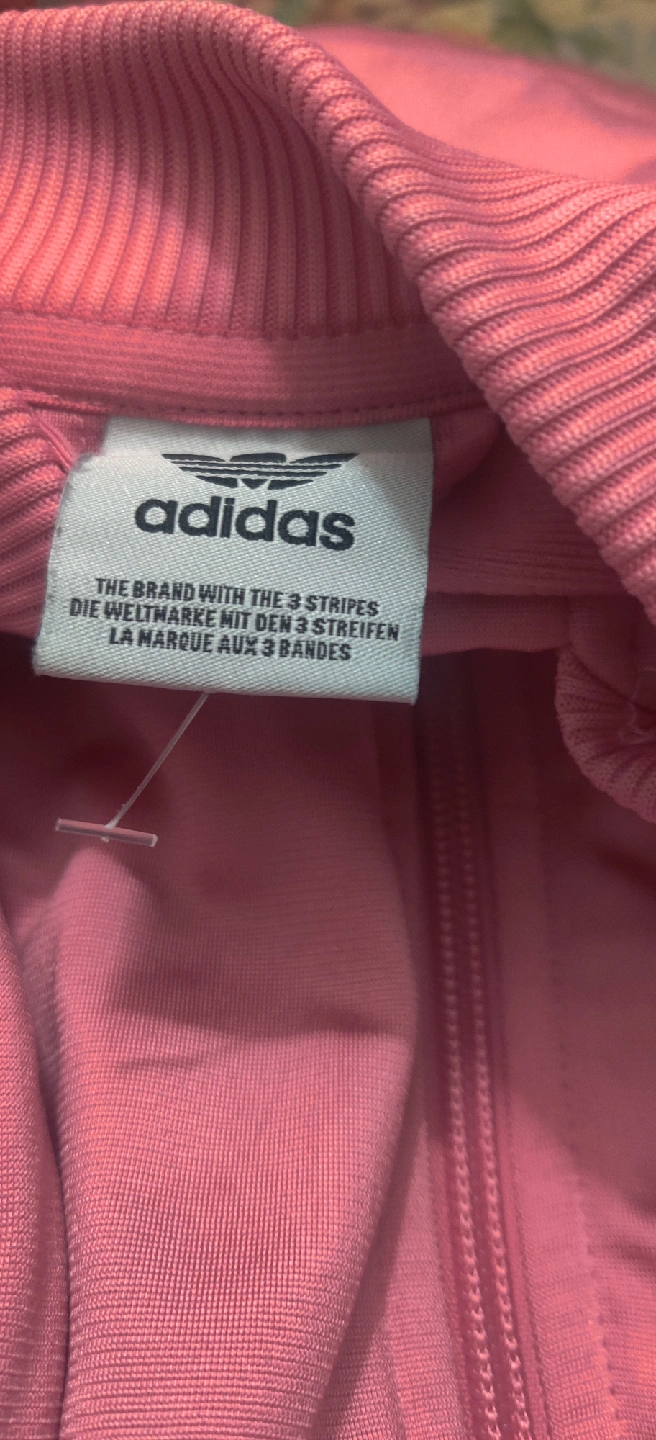 adidas
THE BRAND WITH THE 3 STRIPES
DIE WELTMARKE MIT DEN 3 STREIFEN
LA MARQUE AUX 3 BANDES